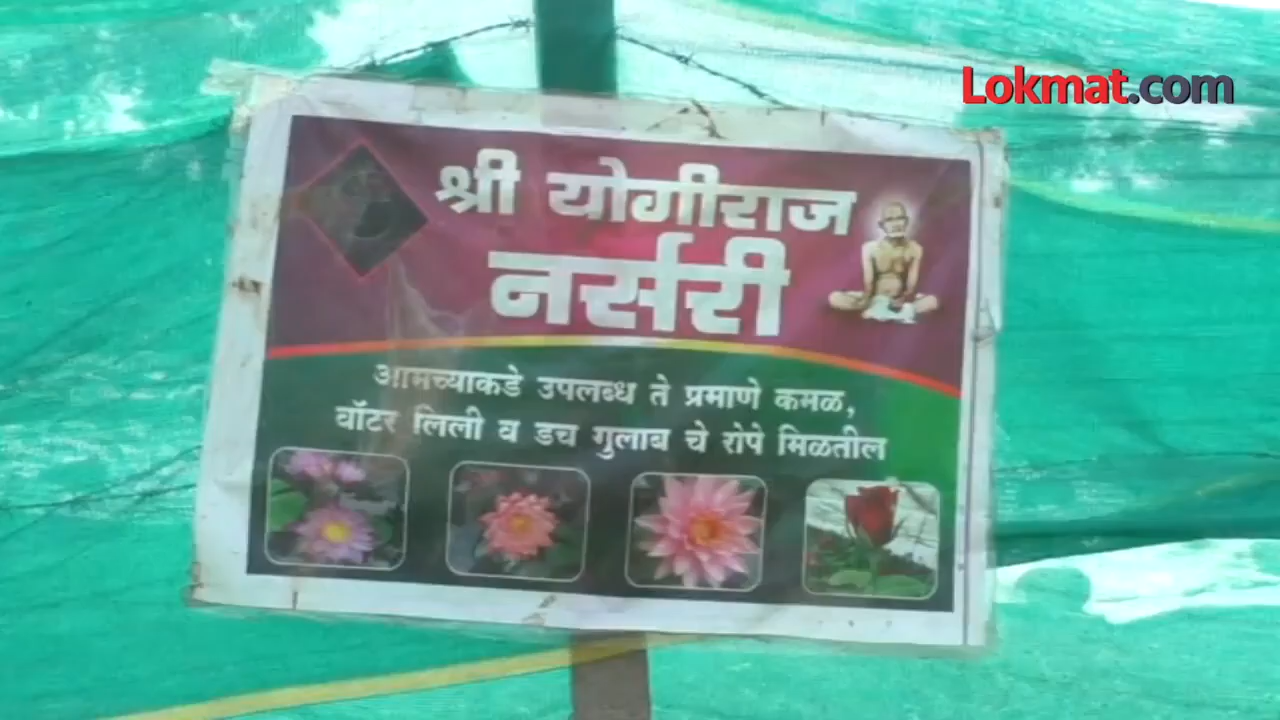 Lokmat.com
श्री योगीराज
नर्सरी
आमच्याकडे उपलब्ध ते प्रमाणे कमळ,
वॉटर लिली व डच गुलाब चे रोपे मिळतील